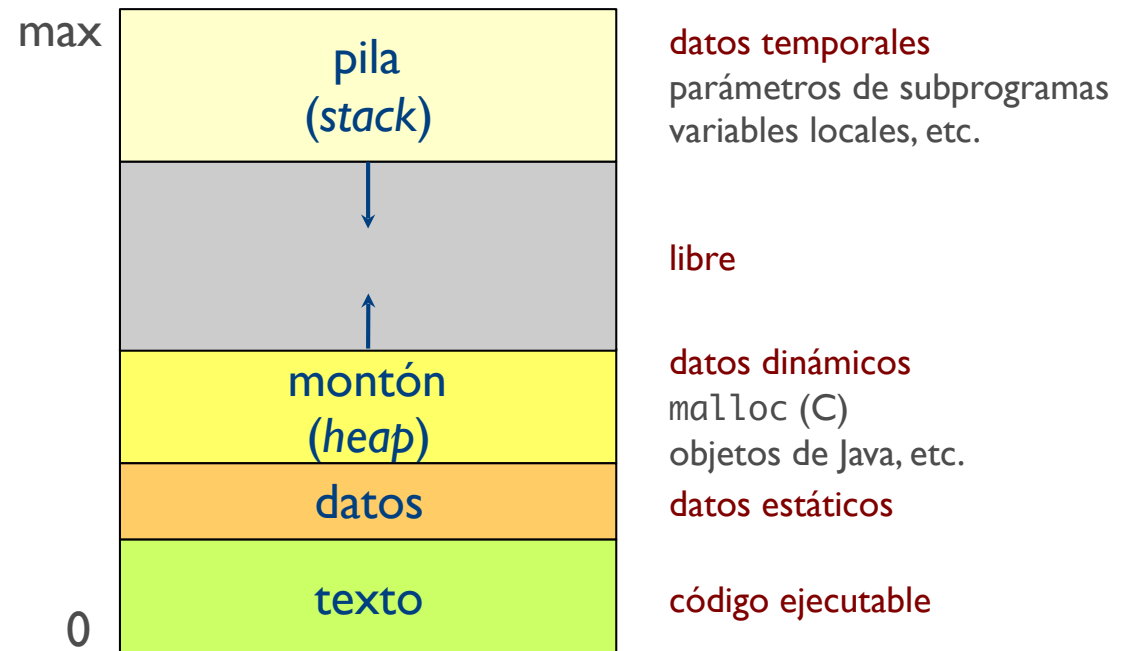 max
pila
(stack)
datos temporales
parámetros de subprogramas
variables locales, etc.
libre
montón
(heap)
datos dinámicos
malloc (C)
objetos de Java, etc.
datos
datos estáticos
texto
código ejecutable
0